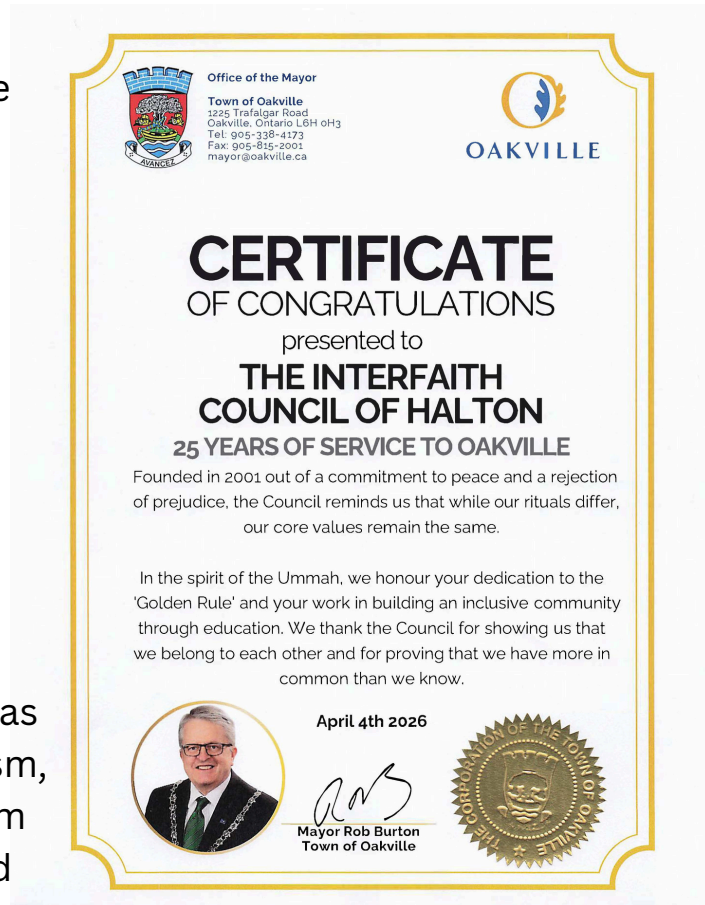 e
Office of the Mayor
Town of Oakville
1225 Trafalgar Road
Oakville, Ontario L6H 0H3
Tel: 905-338-4173
Fax: 905-815-2001
mayor@oakville.ca
AVANCEZ
OAKVILLE
CERTIFICATE
OF CONGRATULATIONS
presented to
THE INTERFAITH
COUNCIL OF HALTON
25 YEARS OF SERVICE TO OAKVILLE
Founded in 2001 out of a commitment to peace and a rejection
of prejudice, the Council reminds us that while our rituals differ,
our core values remain the same.
In the spirit of the Ummah, we honour your dedication to the
'Golden Rule' and your work in building an inclusive community
through education. We thank the Council for showing us that
we belong to each other and for proving that we have more in
common than we know.
as
sm,
m
d
April 4th 2026
Mayor Rob Burton
Town of Oakville
THE CORPORATION OF THE TOWN OF OAKVILLE